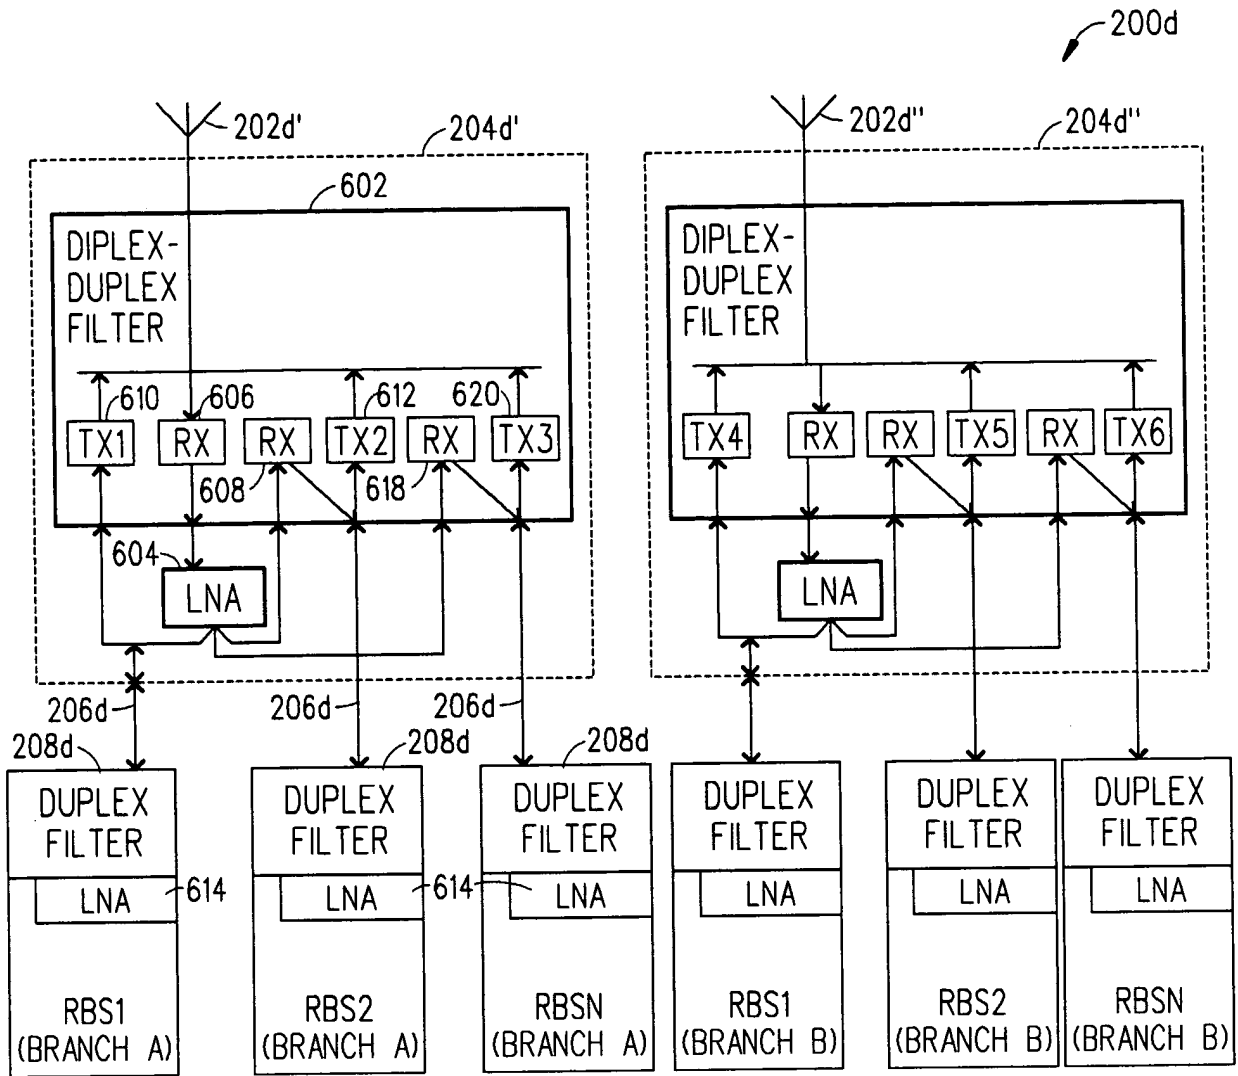 200d
202d'
204d'
202d"
204d"
602
DIPLEX-
DUPLEX
FILTER
DIPLEX-
DUPLEX
FILTER
610
606
612
620
TX1
RX
RX
TX2
RX
TX3
TX4
RX
RX
TX5
RX
TX6
608
618
604
LNA
LNA
206d
206d
206d
208d
208d
208d
DUPLEX
FILTER
DUPLEX
FILTER
DUPLEX
FILTER
DUPLEX
FILTER
DUPLEX
FILTER
DUPLEX
FILTER
LNA
614
LNA
614
LNA
LNA
LNA
LNA
RBS1
(BRANCH A)
RBS2
(BRANCH A)
RBSN
(BRANCH A)
RBS1
(BRANCH B)
RBS2
(BRANCH B)
RBSN
(BRANCH B)